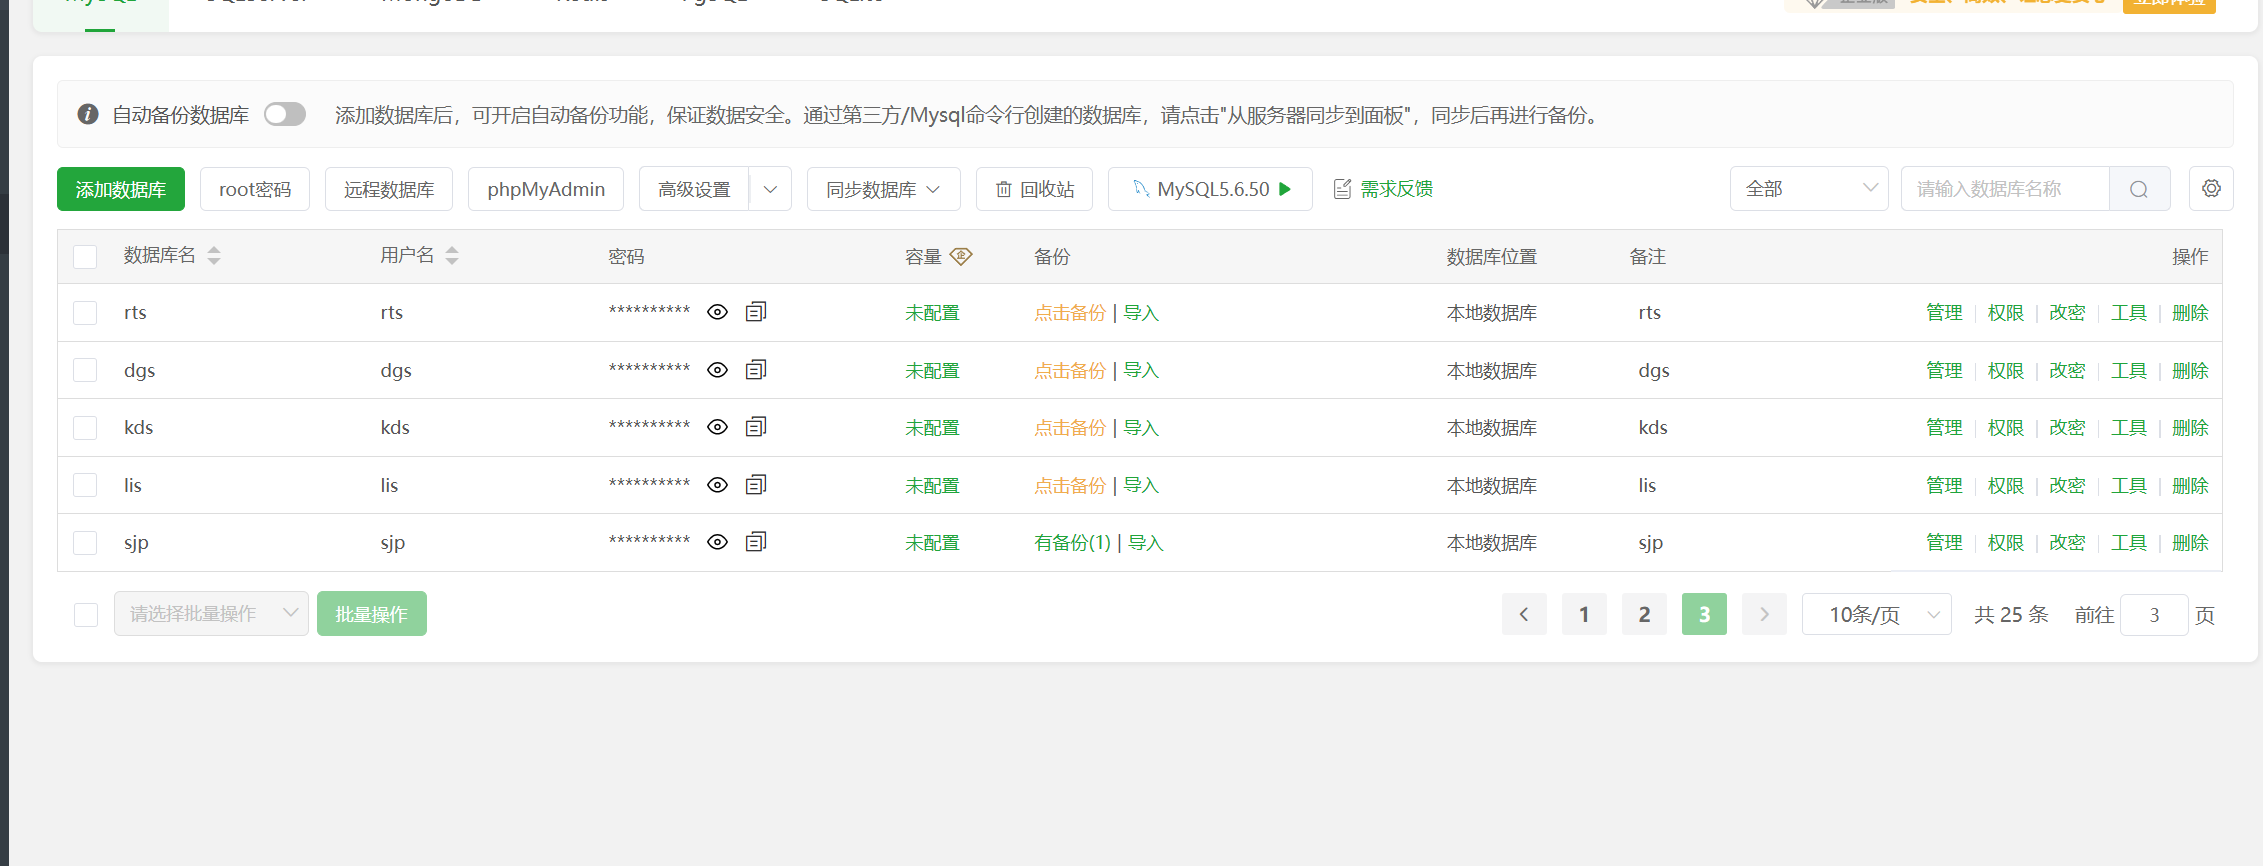 MySQL SQLServer MongoDB Redis PgSQL SQLite 企业版 立即体验
自动备份数据库 添加数据库后，可开启自动备份功能，保证数据安全。通过第三方/Mysql命令行创建的数据库，请点击"从服务器同步到面板"，同步后再进行备份。
添加数据库 root密码 远程数据库 phpMyAdmin 高级设置 同步数据库 回收站 MySQL5.6.50 需求反馈 全部 请输入数据库名称
数据库名 用户名 密码 容量 企 备份 数据库位置 备注 操作
rts rts ********** 未配置 点击备份 | 导入 本地数据库 rts 管理 | 权限 | 改密 | 工具 | 删除
dgs dgs ********** 未配置 点击备份 | 导入 本地数据库 dgs 管理 | 权限 | 改密 | 工具 | 删除
kds kds ********** 未配置 点击备份 | 导入 本地数据库 kds 管理 | 权限 | 改密 | 工具 | 删除
lis lis ********** 未配置 点击备份 | 导入 本地数据库 lis 管理 | 权限 | 改密 | 工具 | 删除
sjp sjp ********** 未配置 有备份(1) | 导入 本地数据库 sjp 管理 | 权限 | 改密 | 工具 | 删除
请选择批量操作 批量操作 1 2 3 10条/页 共 25 条 前往 3 页